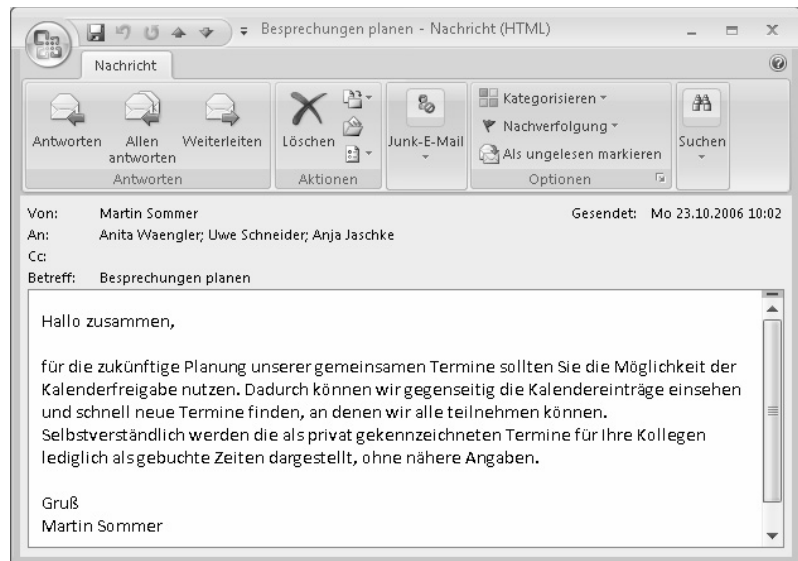 Besprechungen planen - Nachricht (HTML)
Nachricht
Antworten
Allen antworten
Weiterleiten
Löschen
Junk-E-Mail
Kategorisieren
Nachverfolgung
Als ungelesen markieren
Suchen
Antworten
Aktionen
Optionen
Von: Martin Sommer Gesendet: Mo 23.10.2006 10:02
An: Anita Waengler; Uwe Schneider; Anja Jaschke
Cc:
Betreff: Besprechungen planen
Hallo zusammen,
für die zukünftige Planung unserer gemeinsamen Termine sollten Sie die Möglichkeit der
Kalenderfreigabe nutzen. Dadurch können wir gegenseitig die Kalendereinträge einsehen
und schnell neue Termine finden, an denen wir alle teilnehmen können.
Selbstverständlich werden die als privat gekennzeichneten Termine für Ihre Kollegen
lediglich als gebuchte Zeiten dargestellt, ohne nähere Angaben.
Gruß
Martin Sommer